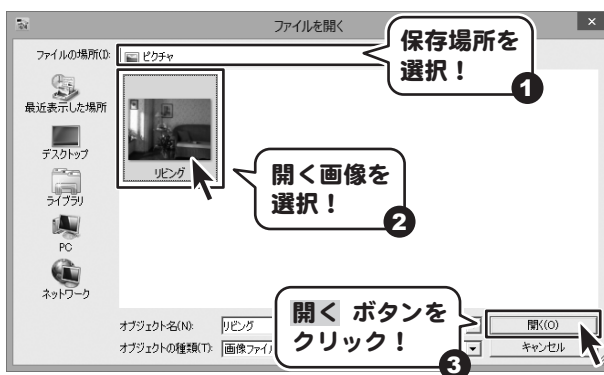 ファイルを開く
ファイルの場所(I):
ピクチャ
保存場所を
選択！
1
最近表示した場所
デスクトップ
ライブラリ
PC
ネットワーク
リビング
開く画像を
選択！
2
オブジェクト名(N):
リビング
オブジェクトの種類(T):
画像ファイ
開く ボタンを
クリック！
3
開く(O)
キャンセル